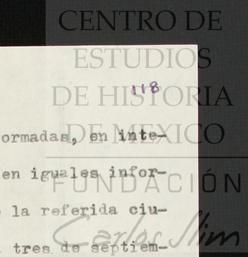 CENTRO DE
ESTUDIOS
118
DE HISTORIA
DE MEXICO
ormadas, en inte-
en iguales infor-
FUNDACIÓN
la referida ciu-
Carlos Slim
tres de septiem-